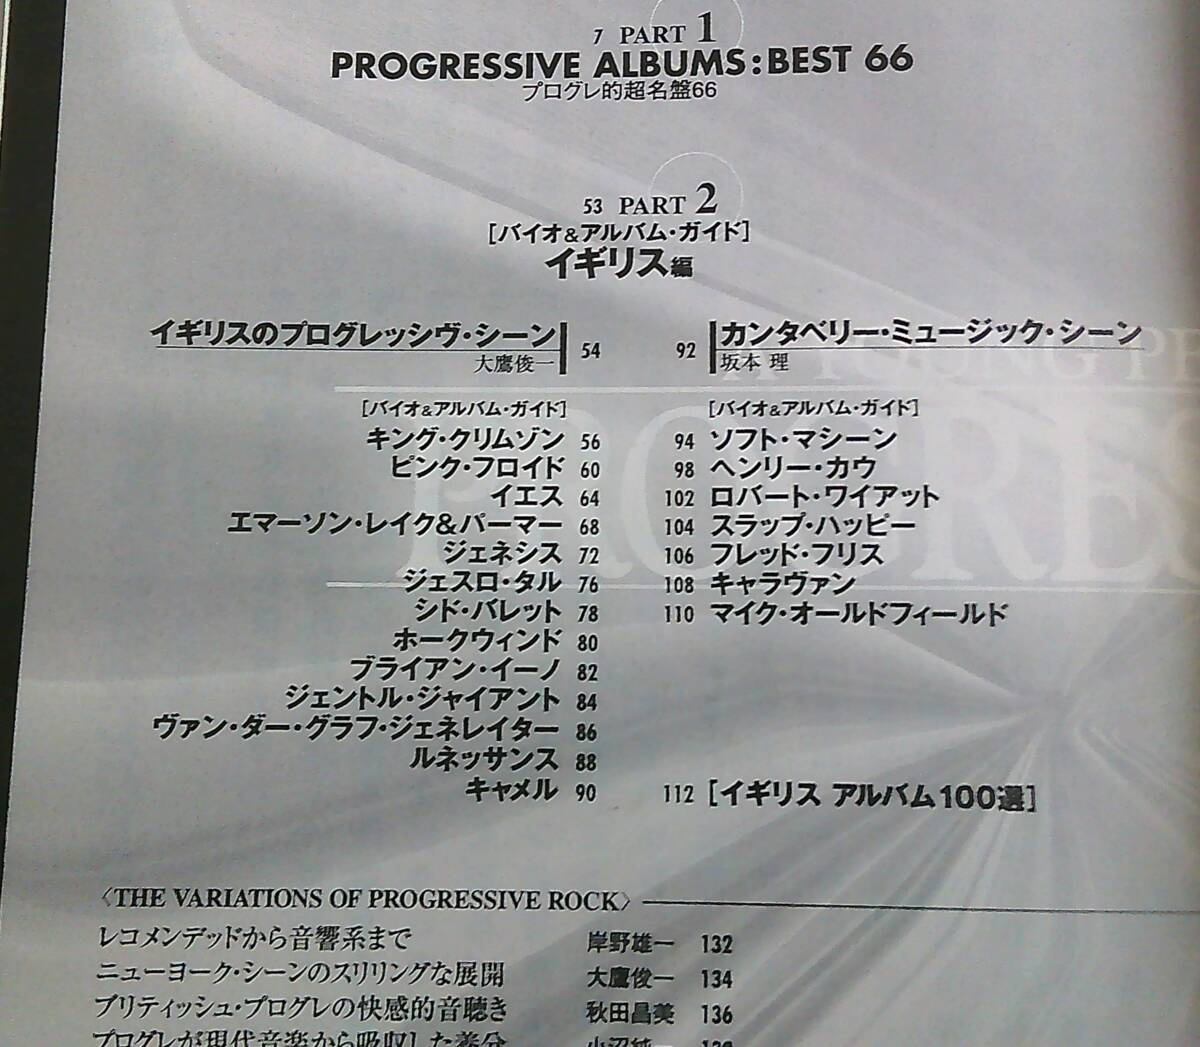 7 PART 1
PROGRESSIVE ALBUMS:BEST 66
プログレ的超名盤66
53 PART 2
[バイオ&アルバム・ガイド]
イギリス編
イギリスのプログレッシヴ・シーン 54
大鷹俊一
[バイオ&アルバム・ガイド]
キング・クリムゾン 56
ピンク・フロイド 60
イエス 64
エマーソン・レイク&パーマー 68
ジェネシス 72
ジェスロ・タル 76
シド・バレット 78
ホークウィンド 80
ブライアン・イーノ 82
ジェントル・ジャイアント 84
ヴァン・ダー・グラフ・ジェネレイター 86
ルネッサンス 88
キャメル 90
92 カンタベリー・ミュージック・シーン
坂本 理
[バイオ&アルバム・ガイド]
94 ソフト・マシーン
98 ヘンリー・カウ
102 ロバート・ワイアット
104 スラップ・ハッピー
106 フレッド・フリス
108 キャラヴァン
110 マイク・オールドフィールド
112 [イギリス アルバム100選]
〈THE VARIATIONS OF PROGRESSIVE ROCK〉
レコメンデッドから音響系まで 岸野雄一 132
ニューヨーク・シーンのスリリングな展開 大鷹俊一 134
ブリティッシュ・プログレの快感的音聴き 秋田昌美 136
プログレが現代音楽から吸収した養分